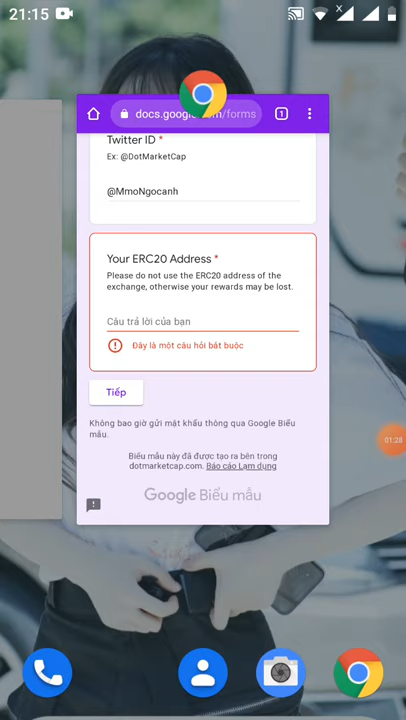 21:15
x
docs.google.com/forms
1
Twitter ID *
Ex: @DotMarketCap
@MmoNgocanh
Your ERC20 Address *
Please do not use the ERC20 address of the
exchange, otherwise your rewards may be lost.
Câu trả lời của bạn
Đây là một câu hỏi bắt buộc
Tiếp
Không bao giờ gửi mật khẩu thông qua Google Biểu
mẫu.
Biểu mẫu này đã được tạo ra bên trong
dotmarketcap.com. Báo cáo Lạm dụng
Google Biểu mẫu
01:28